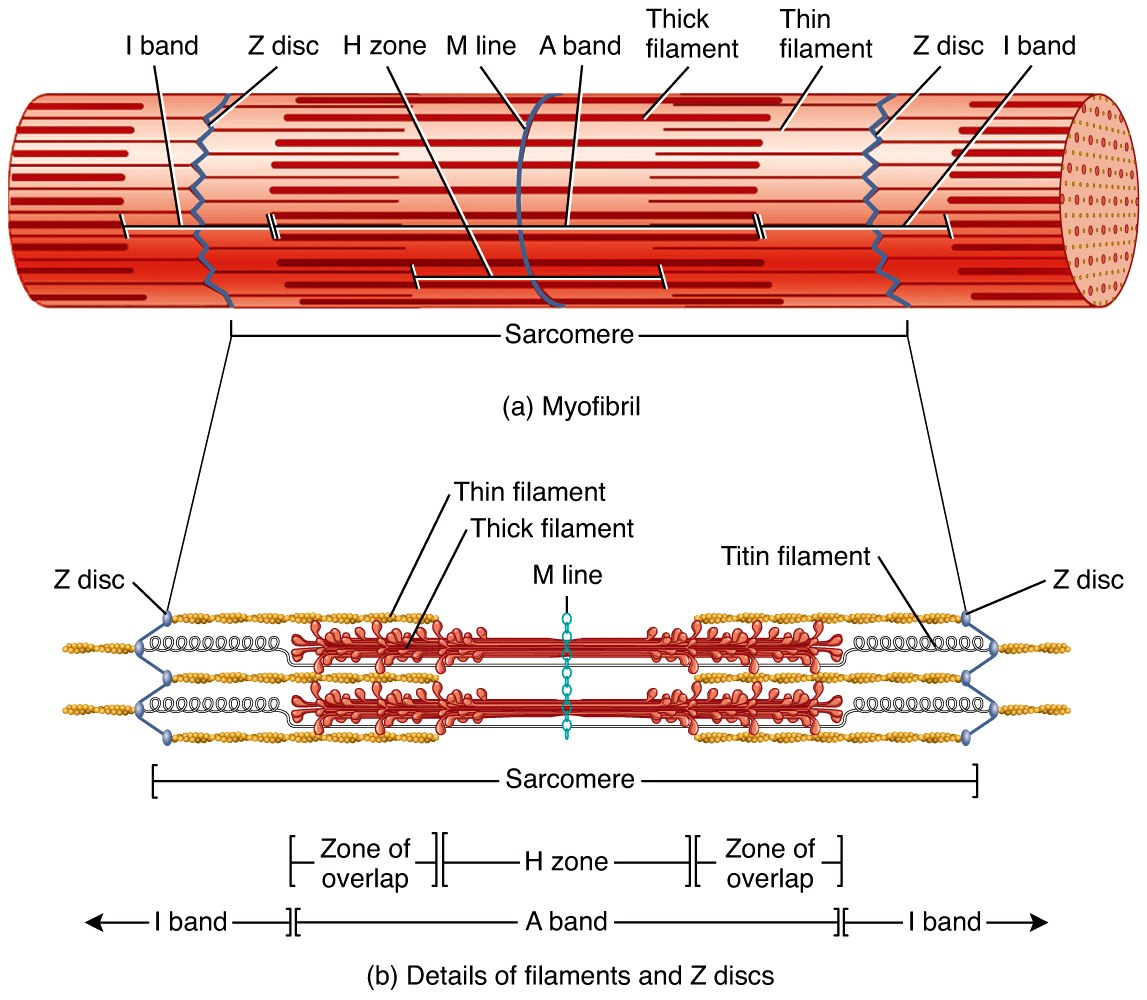 I band
Z disc
H zone
M line
A band
Thick
filament
Thin
filament
Z disc
I band
Sarcomere
(a) Myofibril
Thin filament
Thick filament
Titin filament
Z disc
M line
Z disc
Sarcomere
Zone of
overlap
H zone
Zone of
overlap
I band
A band
I band
(b) Details of filaments and Z discs